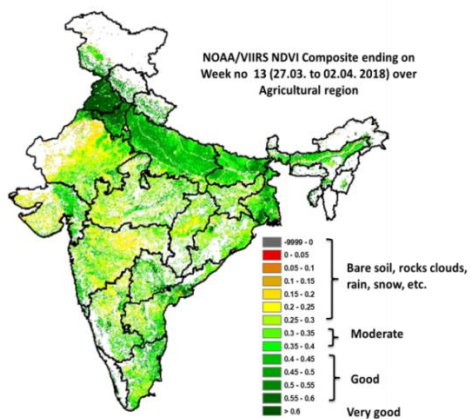 NOAA/VIIRS NDVI Composite ending on
Week no 13 (27.03. to 02.04. 2018) over
Agricultural region
-9999 - 0
0 - 0.05
0.05 - 0.1
0.1 - 0.15
0.15 - 0.2
0.2 - 0.25
0.25 - 0.3
0.3 - 0.35
0.35 - 0.4
0.4 - 0.45
0.45 - 0.5
0.5 - 0.55
0.55 - 0.6
> 0.6
Bare soil, rocks clouds,
rain, snow, etc.
Moderate
Good
Very good